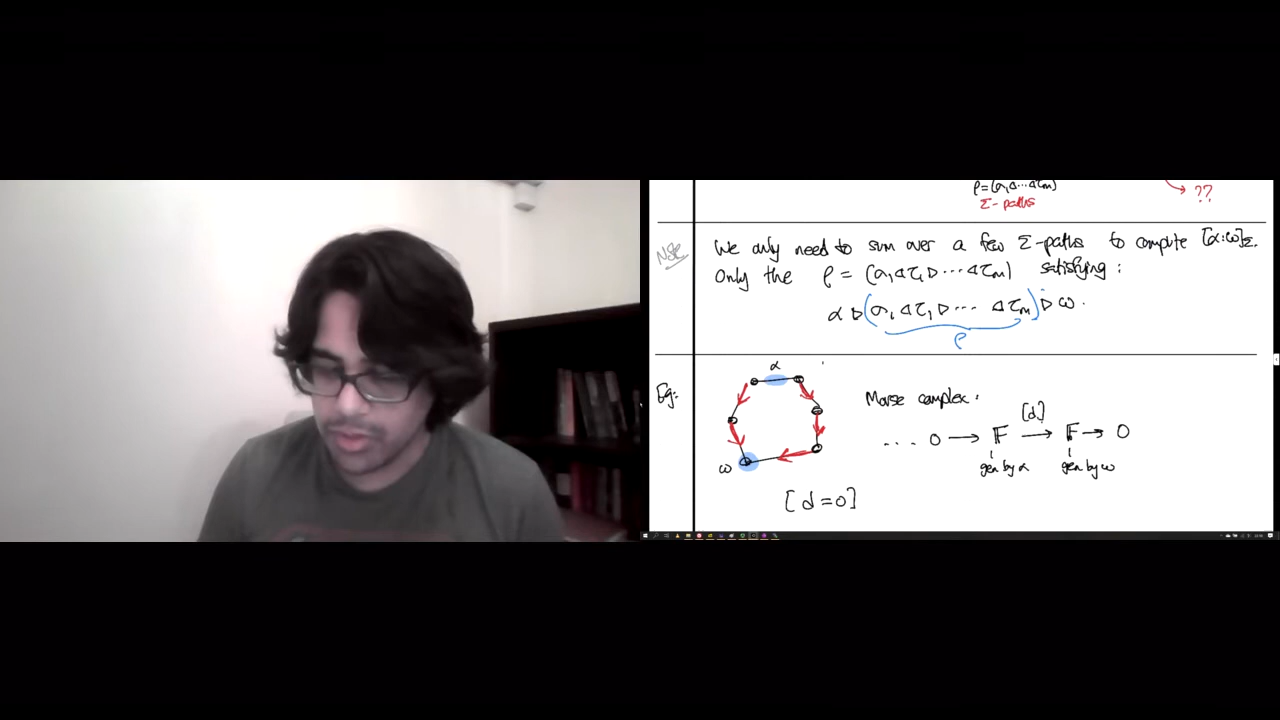 ρ = (σ₁ ◁ ... ◁ τₘ)
Σ-paths
??
Note
We only need to sum over a few Σ-paths to compute [α:ω]_Σ.
Only the ρ = (σ₁ ◁ τ₁ ▷ ... ◁ τₘ) satisfying:
α ▷ (σ₁ ◁ τ₁ ▷ ... ◁ τₘ) ▷ ω.
ρ
Eg:
α
ω
Morse complex:
[d]
... 0 → 𝔽 → 𝔽 → 0
gen by α
gen by ω
[d = 0]